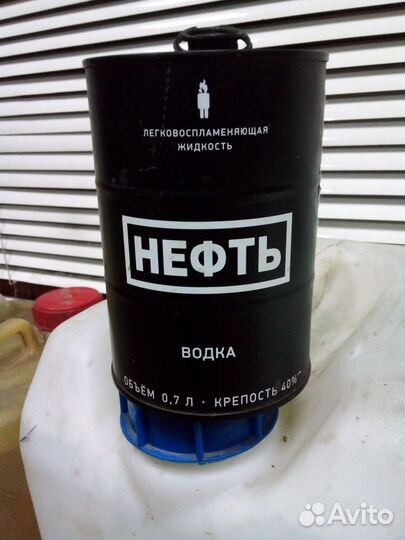 ЛЕГКОВОСПЛАМЕНЯЮЩАЯ
ЖИДКОСТЬ
НЕФТЬ
ВОДКА
ОБЪЁМ 0,7 Л · КРЕПОСТЬ 40%
Avito